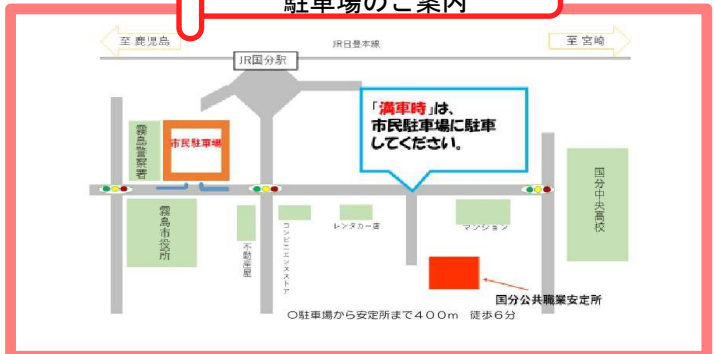 駐車場のご案内
至 鹿児島
JR日豊本線
至 宮崎
JR国分駅
「満車時」は、
市民駐車場に駐車
してください。
霧島警察署
市民駐車場
国分中央高校
霧島市役所
不動産屋
コンビニエンスストア
レンタカー店
マンション
国分公共職業安定所
〇駐車場から安定所まで400m 徒歩6分